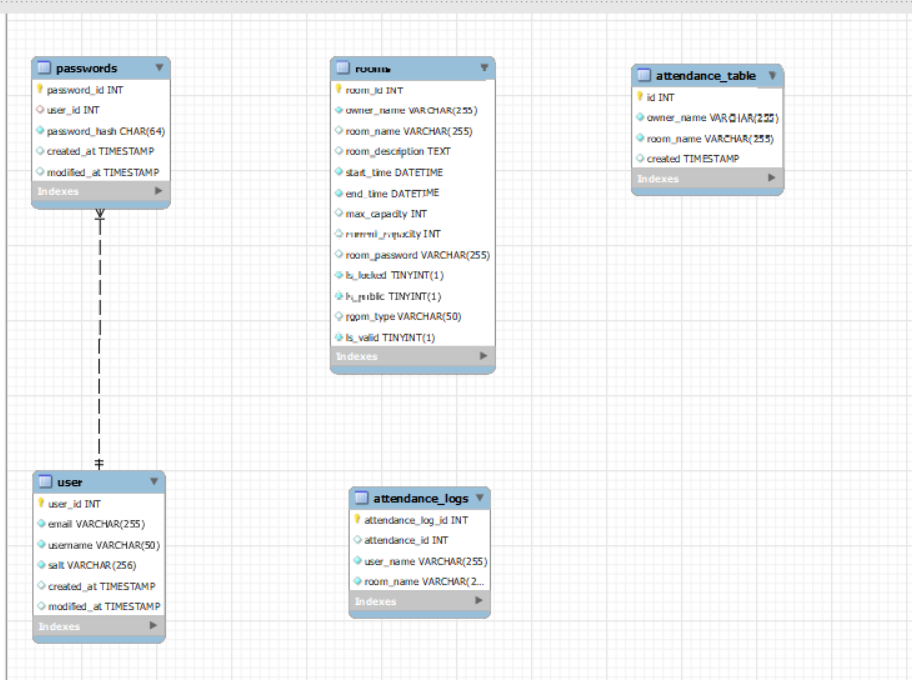 passwords
password_id INT
user_id INT
password_hash CHAR(64)
created_at TIMESTAMP
modified_at TIMESTAMP
Indexes
rooms
room_id INT
owner_name VARCHAR(255)
room_name VARCHAR(255)
room_description TEXT
start_time DATETIME
end_time DATETIME
max_capacity INT
current_capacity INT
room_password VARCHAR(255)
is_locked TINYINT(1)
is_public TINYINT(1)
room_type VARCHAR(50)
is_valid TINYINT(1)
Indexes
attendance_table
id INT
owner_name VARCHAR(255)
room_name VARCHAR(255)
created TIMESTAMP
Indexes
user
user_id INT
email VARCHAR(255)
username VARCHAR(50)
salt VARCHAR(256)
created_at TIMESTAMP
modified_at TIMESTAMP
Indexes
attendance_logs
attendance_log_id INT
attendance_id INT
user_name VARCHAR(255)
room_name VARCHAR(2...
Indexes